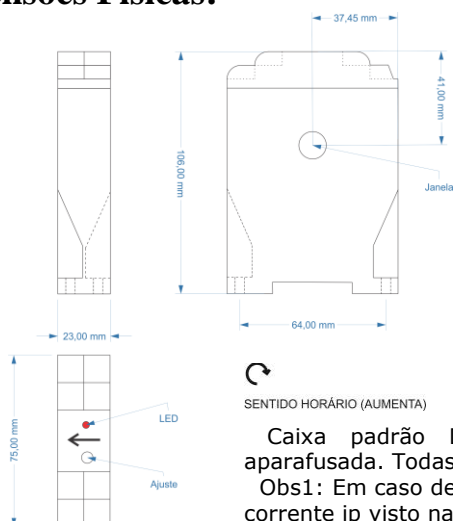 sões Físicas:
37,45 mm
41,00 mm
106,00 mm
Janela
23,00 mm
64,00 mm
75,00 mm
LED
Ajuste
SENTIDO HORÁRIO (AUMENTA)
Caixa padrão
aparafusada. Todas
Obs1: Em caso de
corrente ip visto na